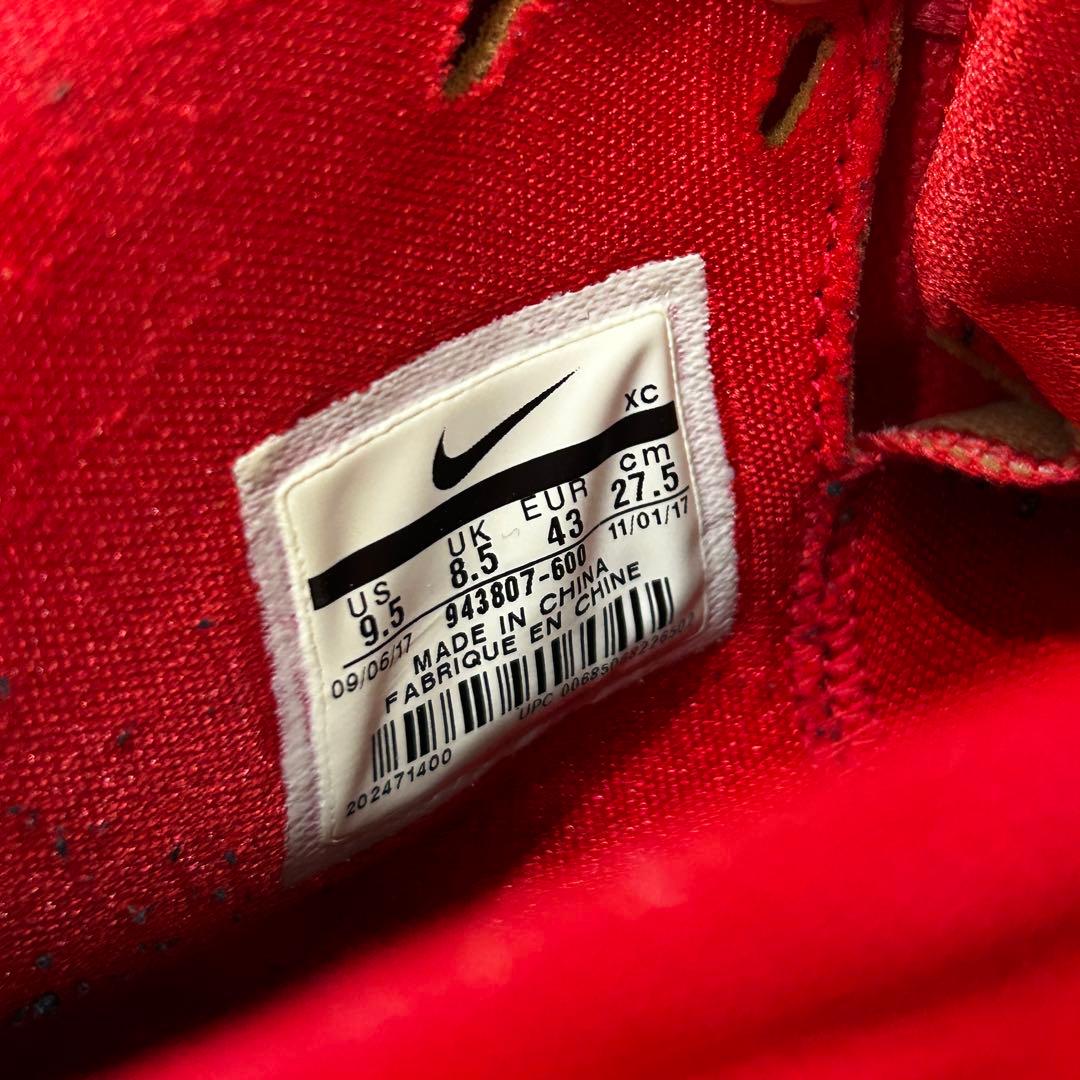 XC
US UK EUR cm
9.5 8.5 43 27.5
09/06/17 943807-600 11/01/17
MADE IN CHINA
FABRIQUE EN CHINE
202471400
UPC